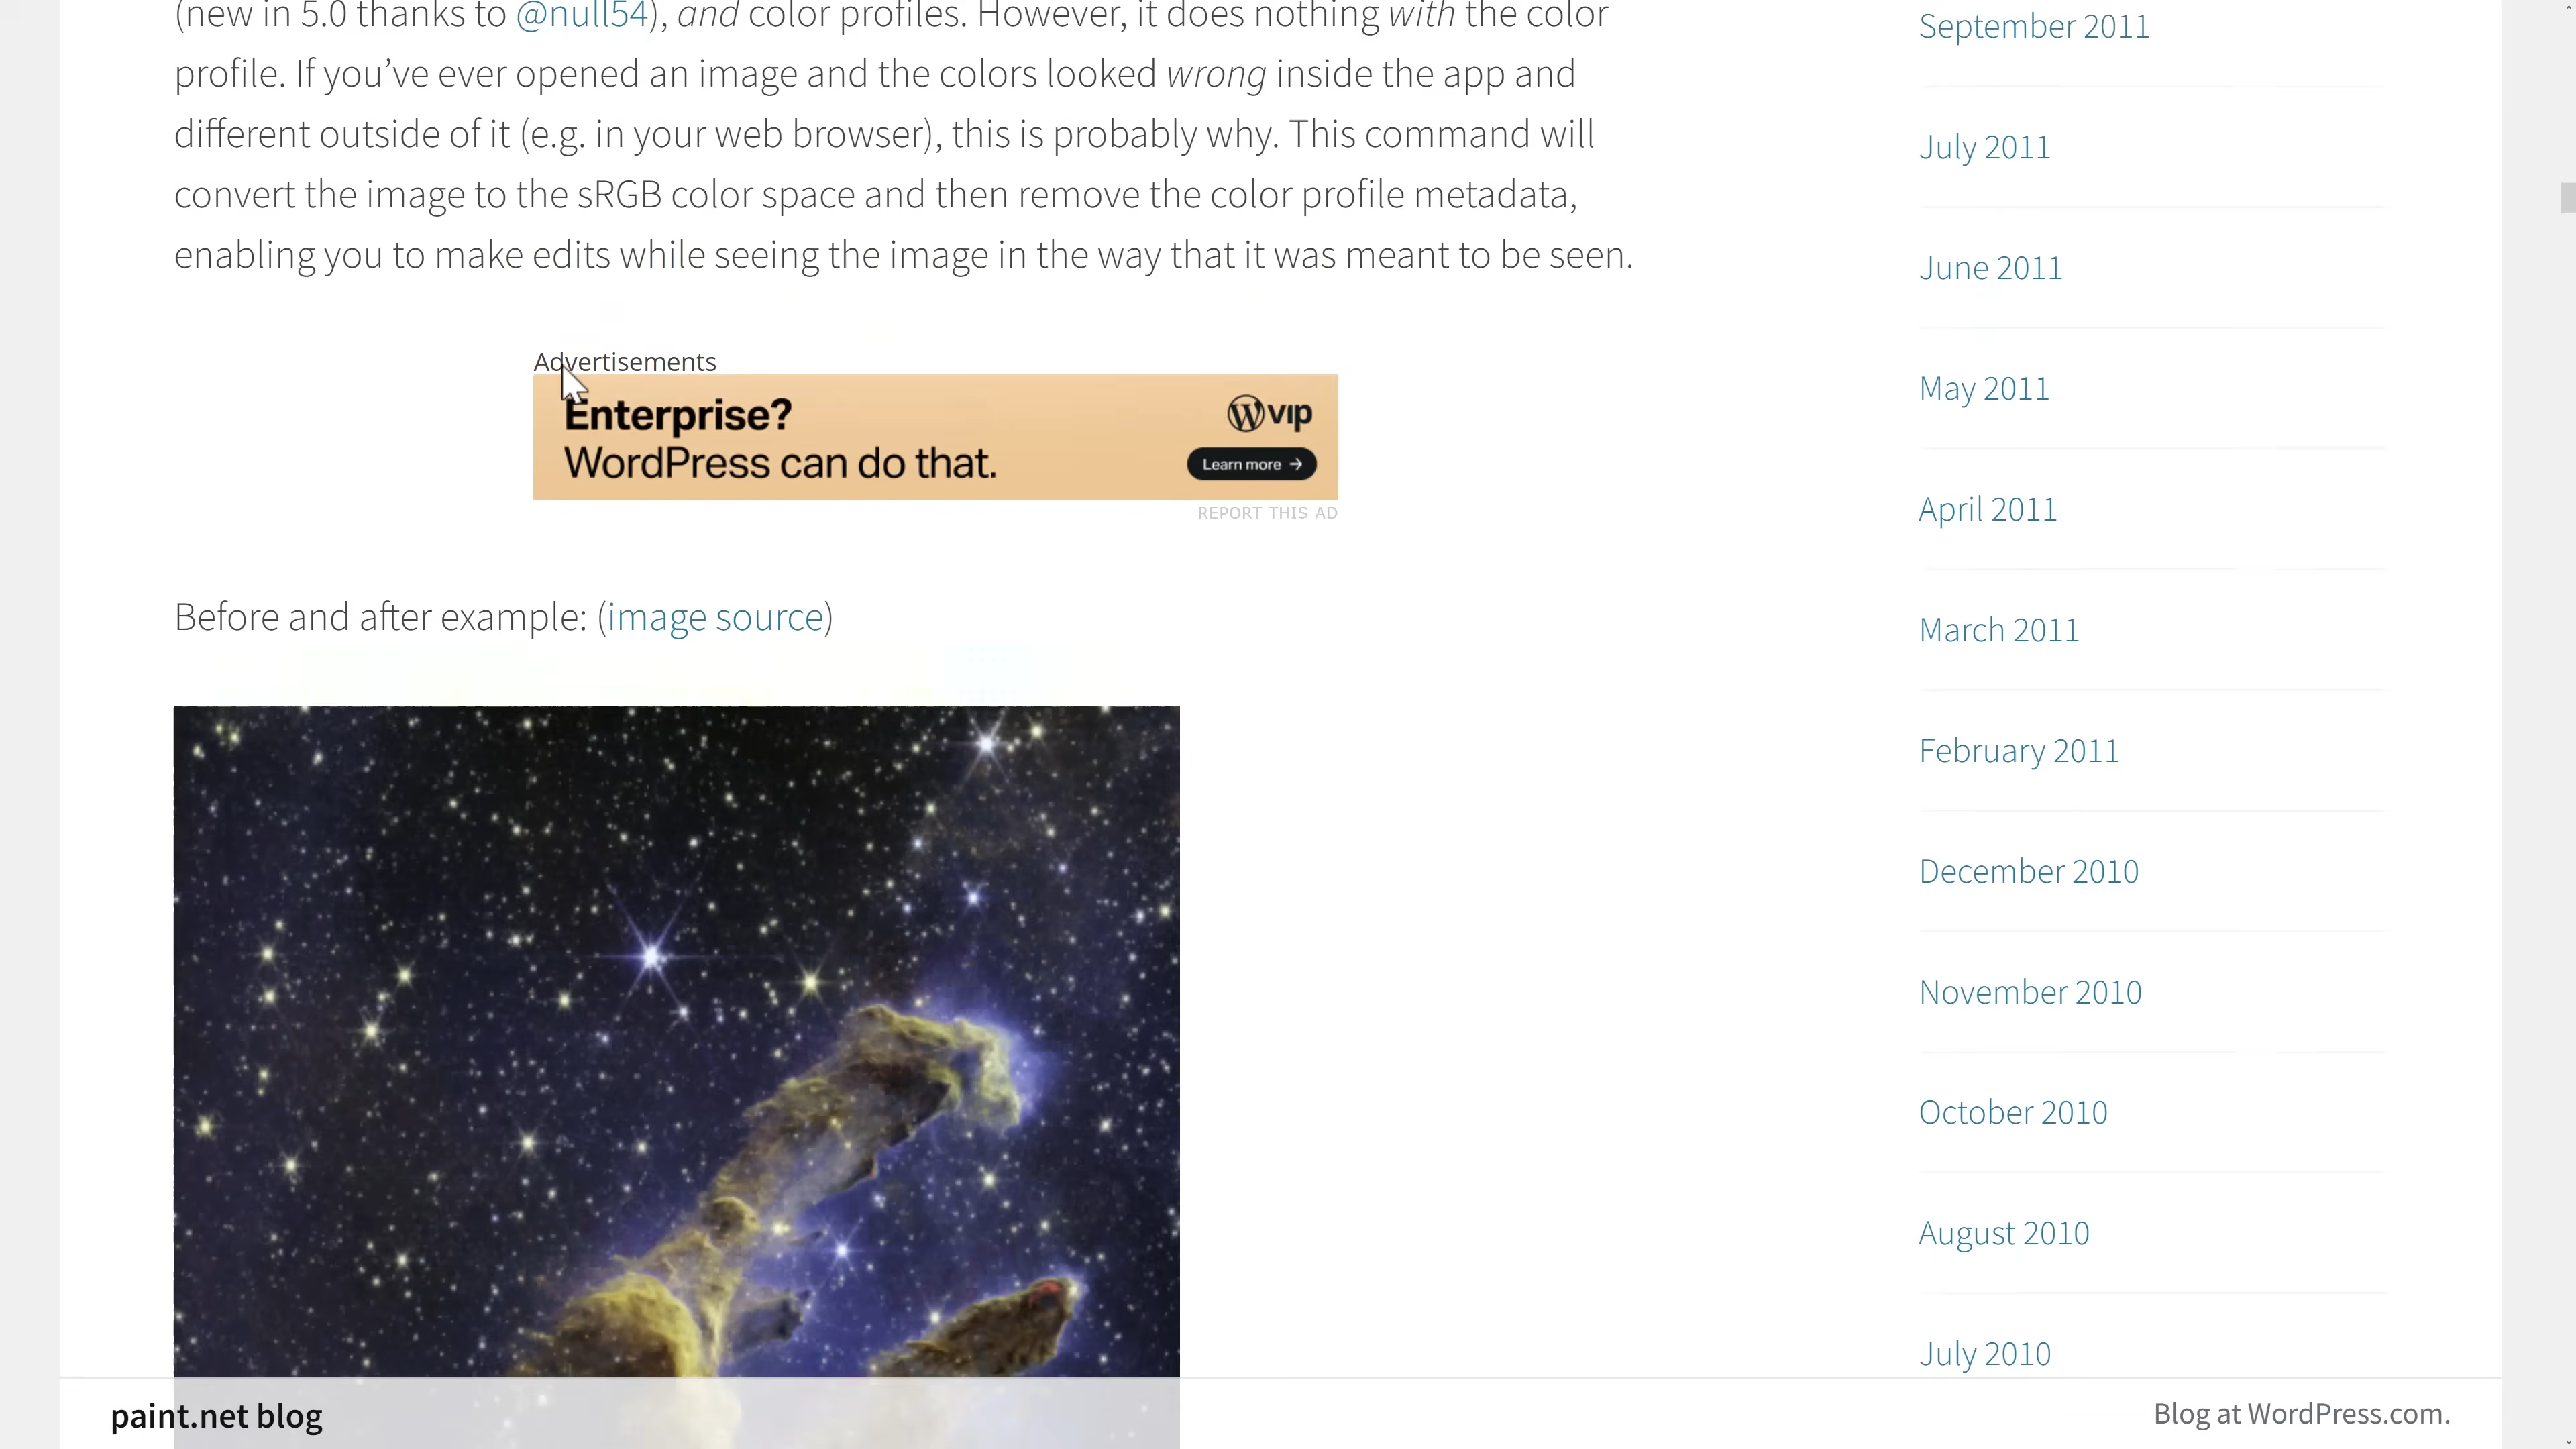 (new in 5.0 thanks to @null54), and color profiles. However, it does nothing with the color
profile. If you’ve ever opened an image and the colors looked wrong inside the app and
different outside of it (e.g. in your web browser), this is probably why. This command will
convert the image to the sRGB color space and then remove the color profile metadata,
enabling you to make edits while seeing the image in the way that it was meant to be seen.
Advertisements
Enterprise?
WordPress can do that.
W vip
Learn more →
REPORT THIS AD
Before and after example: (image source)
September 2011
July 2011
June 2011
May 2011
April 2011
March 2011
February 2011
December 2010
November 2010
October 2010
August 2010
July 2010
paint.net blog
Blog at WordPress.com.